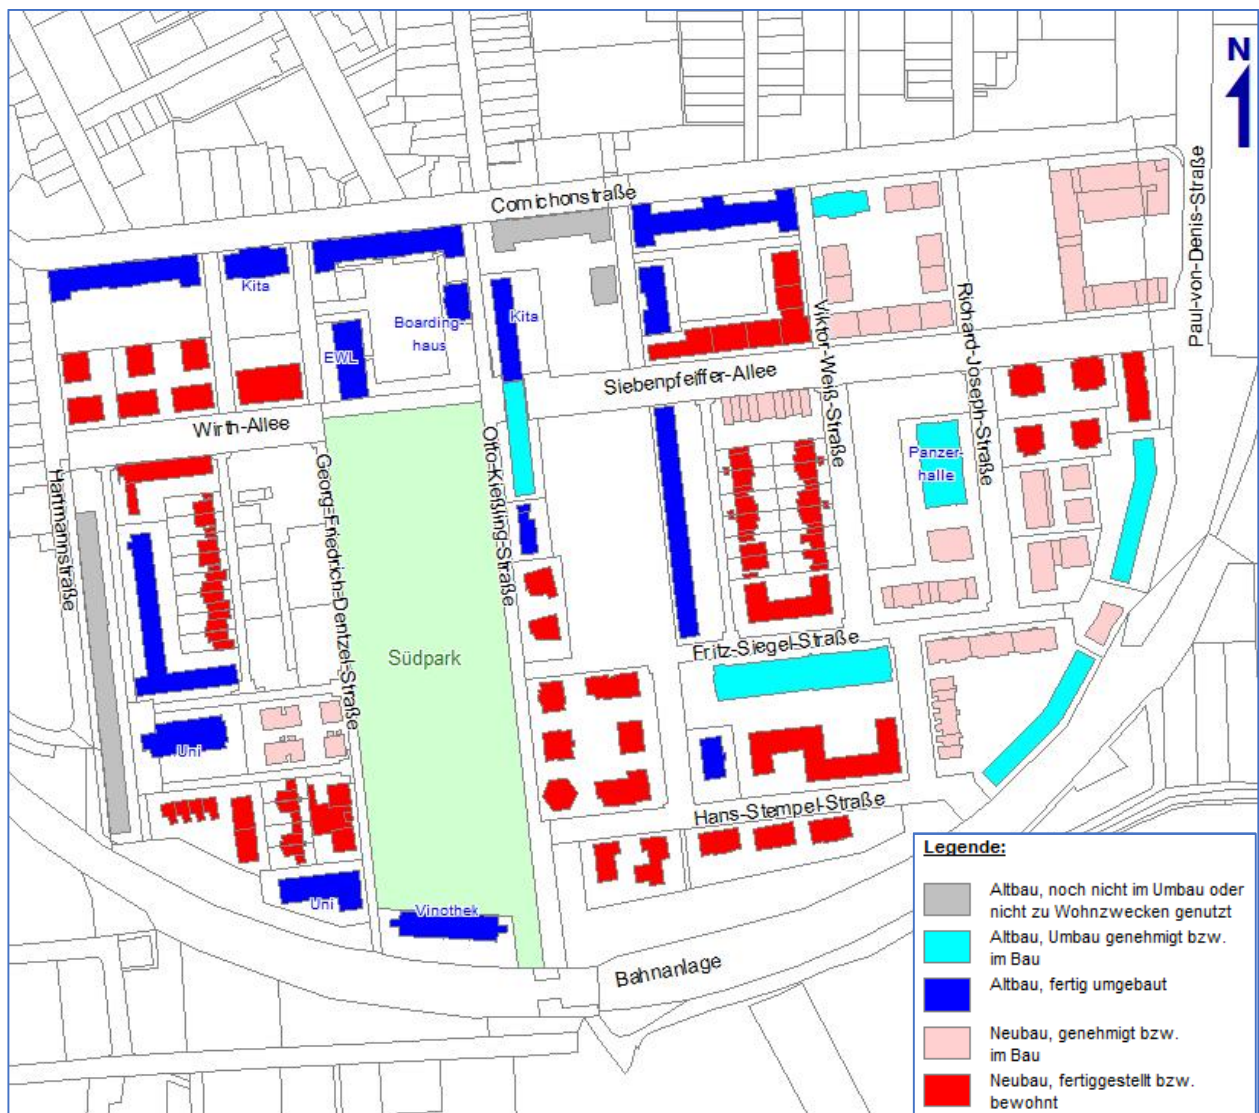 N
Cornichonstraße
Paul-von-Denis-Straße
Kita
Boarding-
haus
Kita
EWL
Viktor-Weiß-Straße
Richard-Joseph-Straße
Siebenpfeiffer-Allee
Wirth-Allee
Hartmannstraße
Georg-Friedrich-Dentzel-Straße
Otto-Kießling-Straße
Panzer-
halle
Südpark
Fritz-Siegel-Straße
Uni
Hans-Stempel-Straße
Uni
Vinothek
Bahnanlage
Legende:
Altbau, noch nicht im Umbau oder
nicht zu Wohnzwecken genutzt
Altbau, Umbau genehmigt bzw.
im Bau
Altbau, fertig umgebaut
Neubau, genehmigt bzw.
im Bau
Neubau, fertiggestellt bzw.
bewohnt